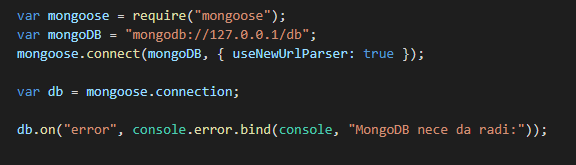 var mongoose = require("mongoose");
var mongoDB = "mongodb://127.0.0.1/db";
mongoose.connect(mongoDB, { useNewUrlParser: true });
var db = mongoose.connection;
db.on("error", console.error.bind(console, "MongoDB nece da radi:"));